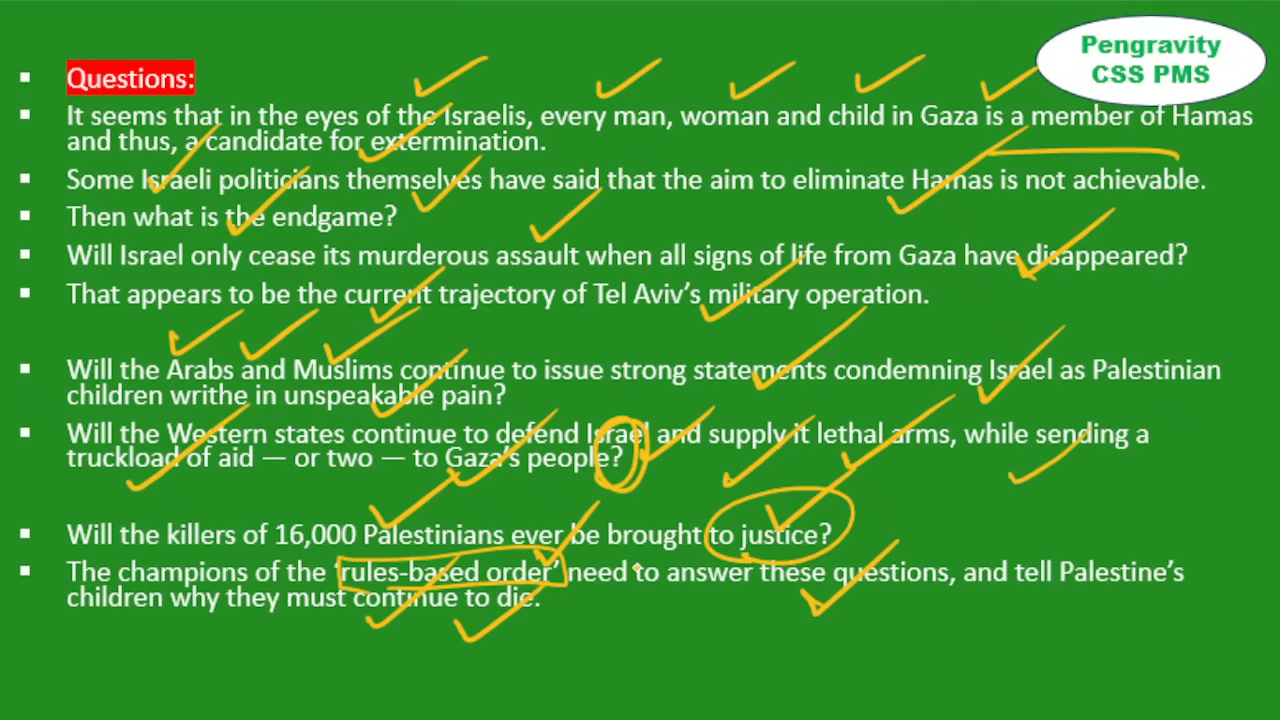 Pengravity
CSS PMS
Questions:
It seems that in the eyes of the Israelis, every man, woman and child in Gaza is a member of Hamas
and thus, a candidate for extermination.
Some Israeli politicians themselves have said that the aim to eliminate Hamas is not achievable.
Then what is the endgame?
Will Israel only cease its murderous assault when all signs of life from Gaza have disappeared?
That appears to be the current trajectory of Tel Aviv’s military operation.
Will the Arabs and Muslims continue to issue strong statements condemning Israel as Palestinian
children writhe in unspeakable pain?
Will the Western states continue to defend Israel and supply it lethal arms, while sending a
truckload of aid — or two — to Gaza’s people?
Will the killers of 16,000 Palestinians ever be brought to justice?
The champions of the ‘rules-based order’ need to answer these questions, and tell Palestine’s
children why they must continue to die.